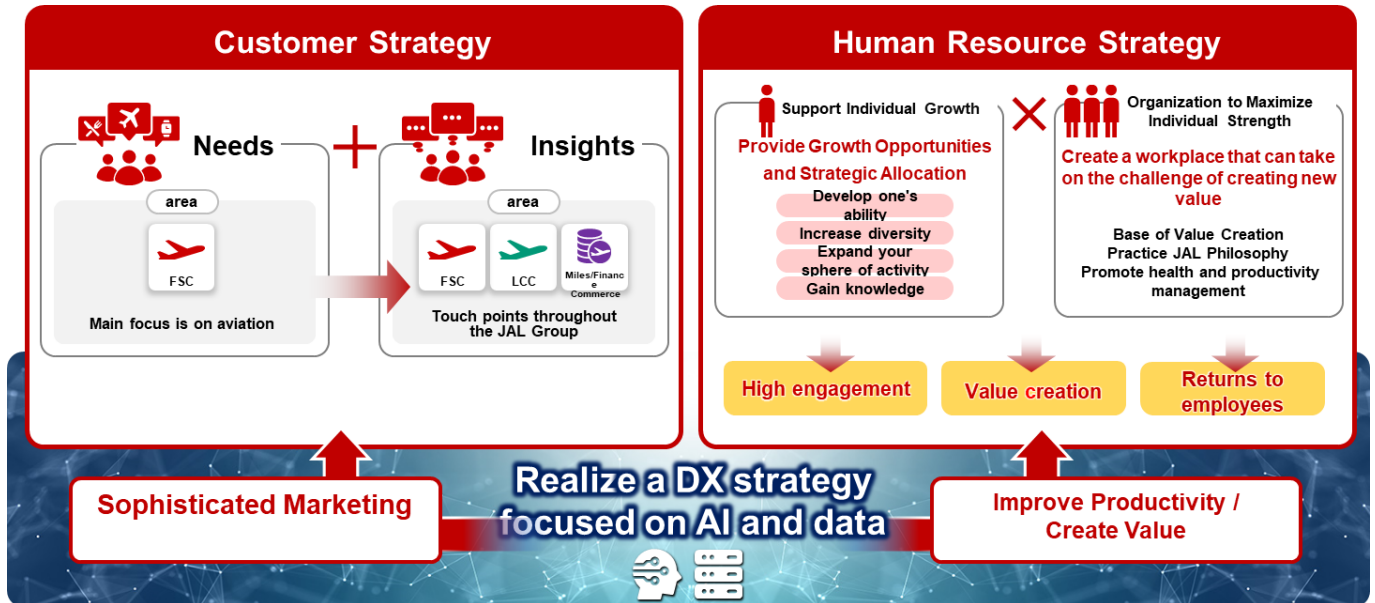 Customer Strategy
Needs
area
FSC
Main focus is on aviation
Insights
area
FSC
LCC
Miles/Financ
e
Commerce
Touch points throughout
the JAL Group
Human Resource Strategy
Support Individual Growth
Provide Growth Opportunities
and Strategic Allocation
Develop one's
ability
Increase diversity
Expand your
sphere of activity
Gain knowledge
Organization to Maximize
Individual Strength
Create a workplace that can take
on the challenge of creating new
value
Base of Value Creation
Practice JAL Philosophy
Promote health and productivity
management
High engagement
Value creation
Returns to
employees
Sophisticated Marketing
Realize a DX strategy
focused on AI and data
Improve Productivity /
Create Value